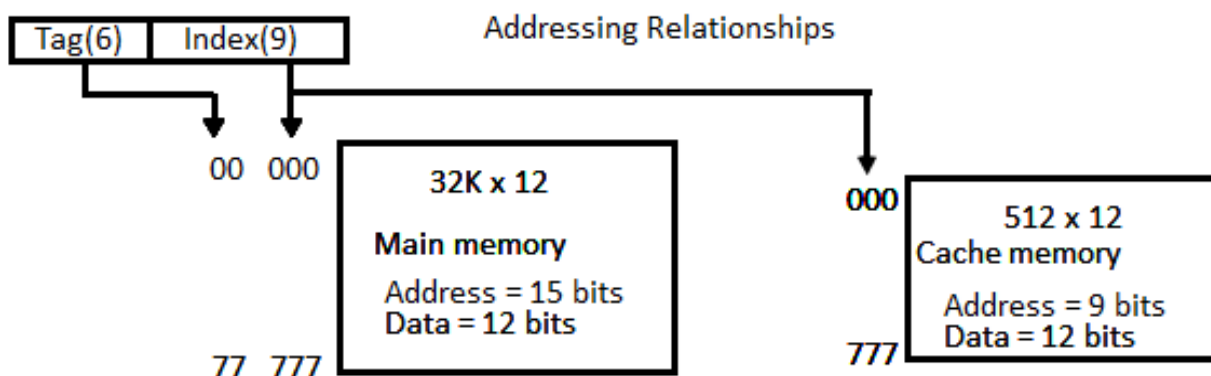 Addressing Relationships
Tag(6) Index(9)
00 000
32K x 12
Main memory
Address = 15 bits
Data = 12 bits
77 777
000
512 x 12
Cache memory
Address = 9 bits
Data = 12 bits
777